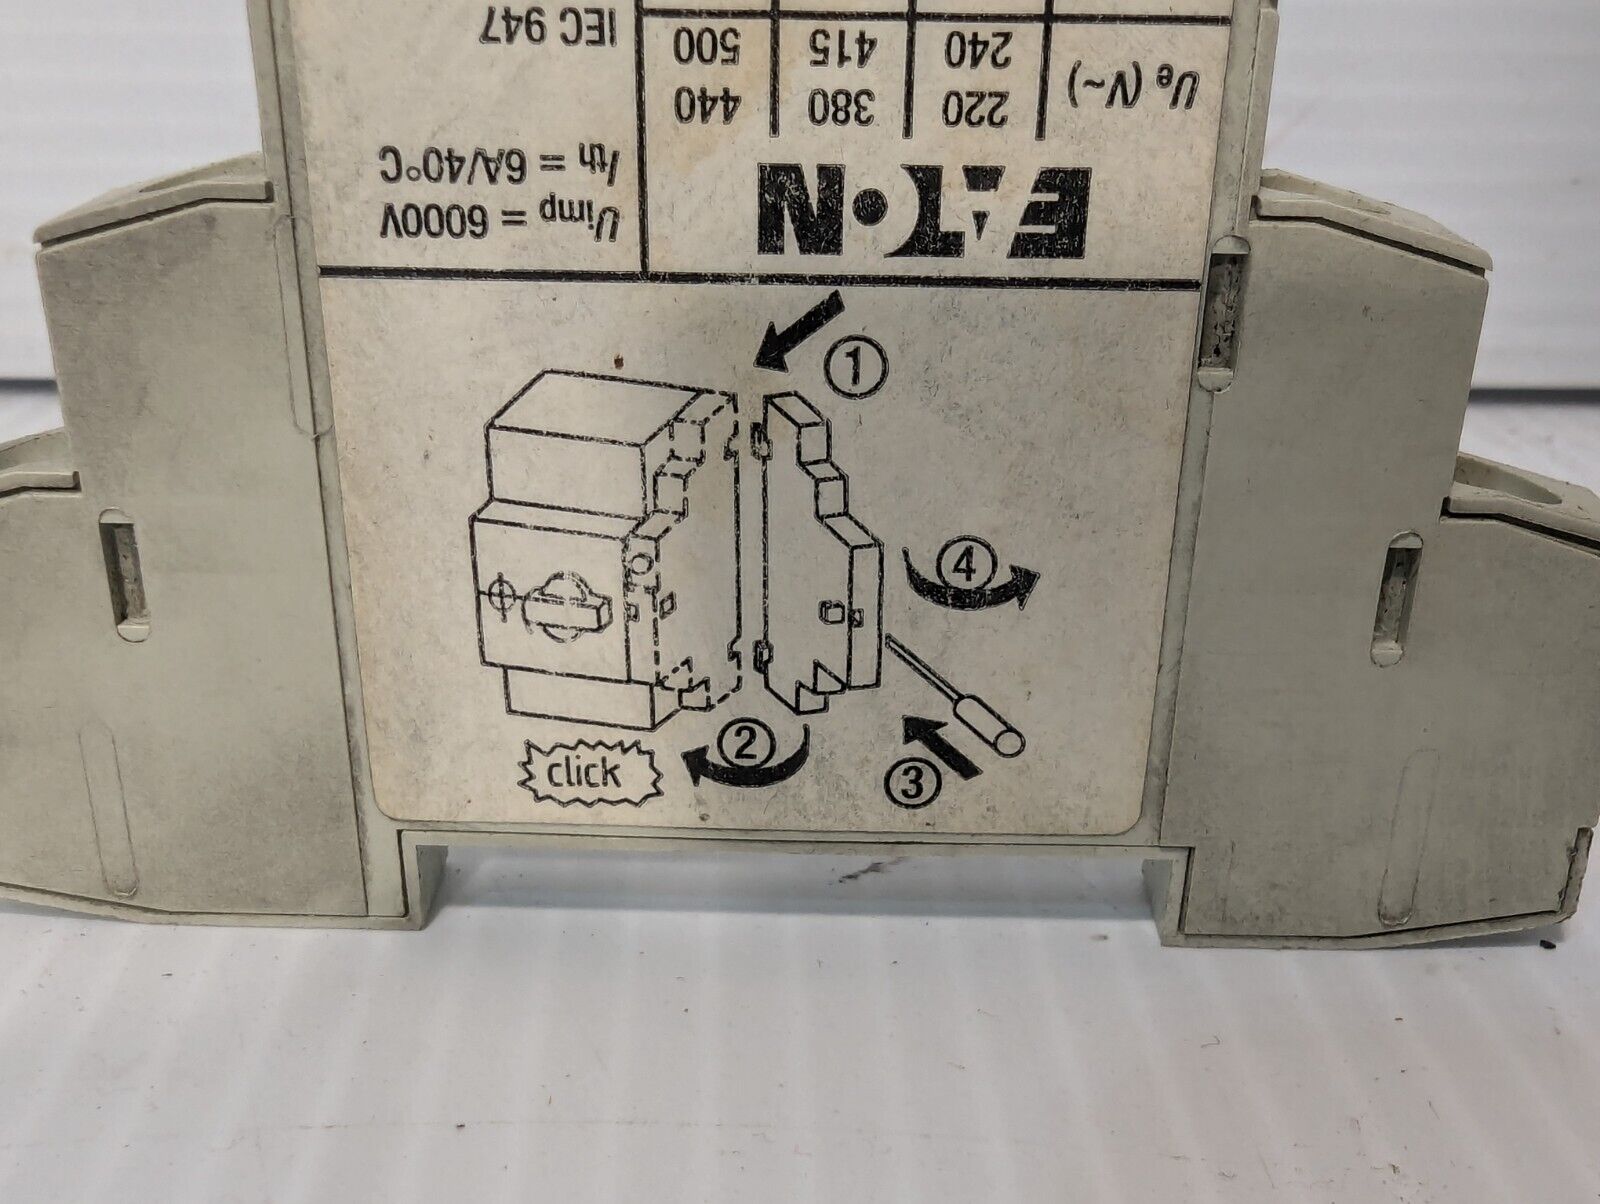 EATON
Ue (V~)
220
240
380
415
440
500
Uimp = 6000V
Ith = 6A/40°C
IEC 947
1
4
2
click
3